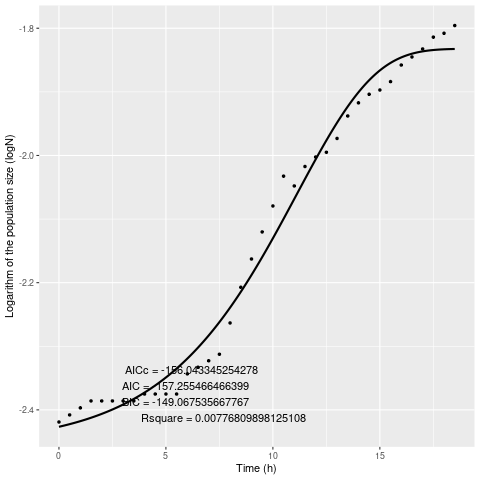 -1.8
-2.0
-2.2
-2.4
Logarithm of the population size (logN)
AICc = -156.043345254278
AIC = -157.255466466399
BIC = -149.067535667767
Rsquare = 0.00776809898125108
0 5 10 15
Time (h)